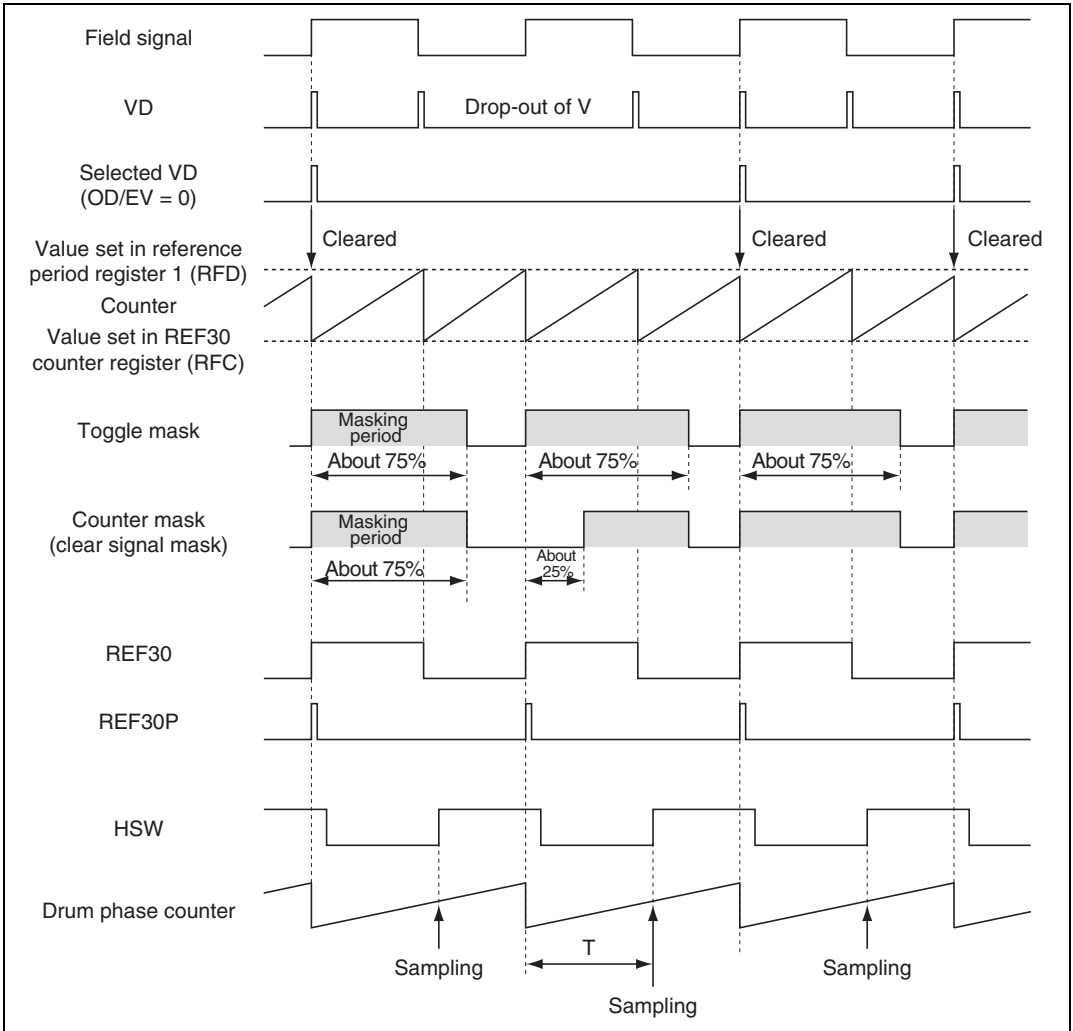 Field signal
VD
Drop-out of V
Selected VD
(OD/EV = 0)
Cleared
Cleared
Cleared
Value set in reference
period register 1 (RFD)
Counter
Value set in REF30
counter register (RFC)
Toggle mask
Masking
period
About 75%
About 75%
About 75%
Counter mask
(clear signal mask)
Masking
period
About 75%
About
25%
REF30
REF30P
HSW
Drum phase counter
Sampling
T
Sampling
Sampling